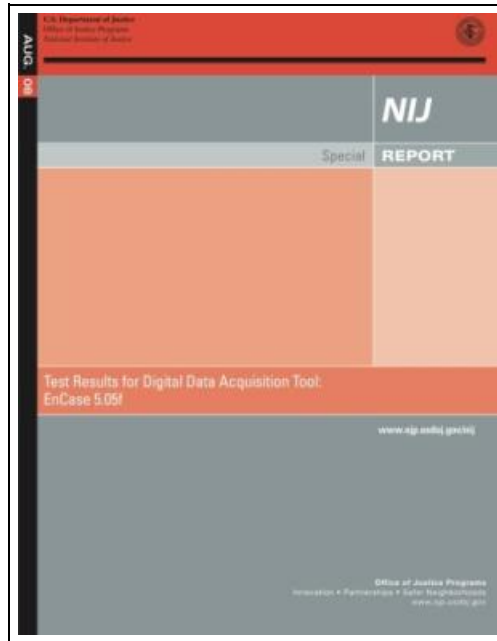 U.S. Department of Justice
Office of Justice Programs
National Institute of Justice
AUG. 08
NIJ
Special REPORT
Test Results for Digital Data Acquisition Tool:
EnCase 5.05f
www.ojp.usdoj.gov/nij
Office of Justice Programs
Innovation • Partnerships • Safer Neighborhoods
www.ojp.usdoj.gov